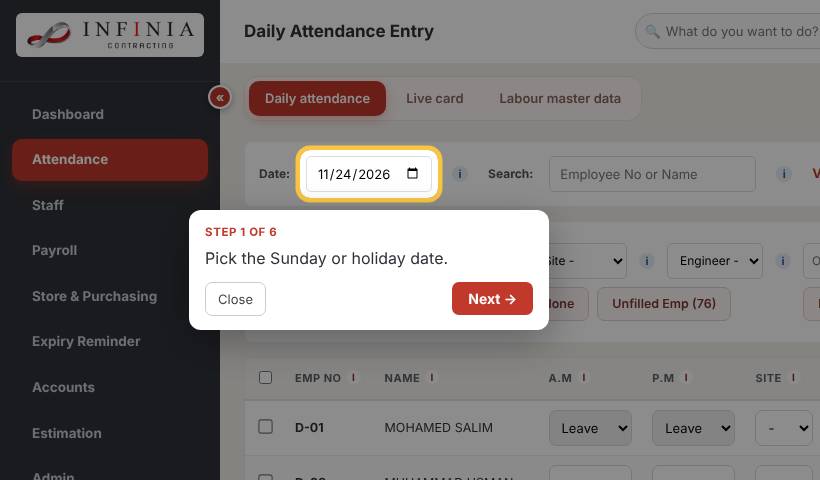 INFINIA
CONTRACTING
Daily Attendance Entry
What do you want to do?
«
Dashboard
Attendance
Staff
Payroll
Store & Purchasing
Expiry Reminder
Accounts
Estimation
Admin
Daily attendance
Live card
Labour master data
Date:
11/24/2026
i
Search:
Employee No or Name
i
STEP 1 OF 6
Pick the Sunday or holiday date.
Close
Next →
i
Engineer -
i
Unfilled Emp (76)
EMP NO
NAME
A.M
P.M
SITE
D-01
MOHAMED SALIM
Leave
Leave
-